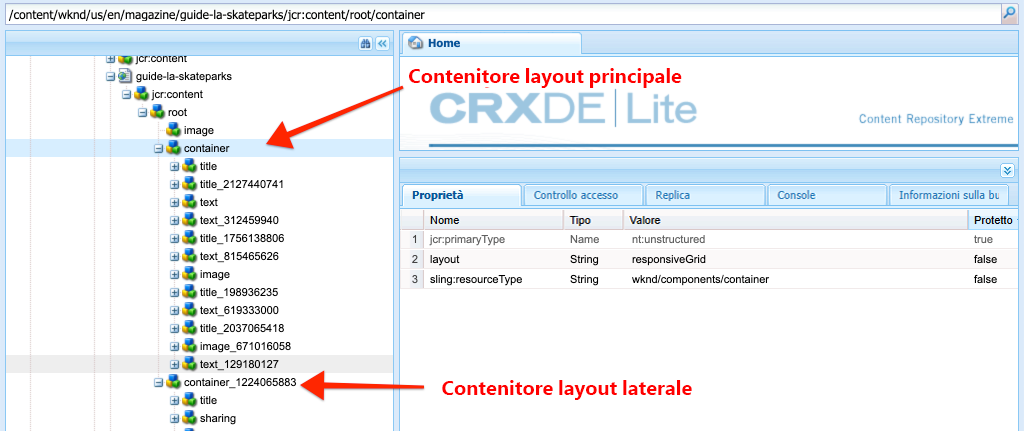 /content/wknd/us/en/magazine/guide-la-skateparks/jcr:content/root/container
Home
Contenitore layout principale
CRXDE Lite
Content Repository Extreme
jcr:content
guide-la-skateparks
jcr:content
root
image
container
title
title_2127440741
text
text_312459940
title_1756138806
text_815465626
image
title_198936235
text_619333000
title_2037065418
image_671016058
text_129180127
container_1224065883
title
sharing
Proprietà Controllo accesso Replica Console Informazioni sulla bu
Nome Tipo Valore Protetto
1 jcr:primaryType Name nt:unstructured true
2 layout String responsiveGrid false
3 sling:resourceType String wknd/components/container false
Contenitore layout laterale